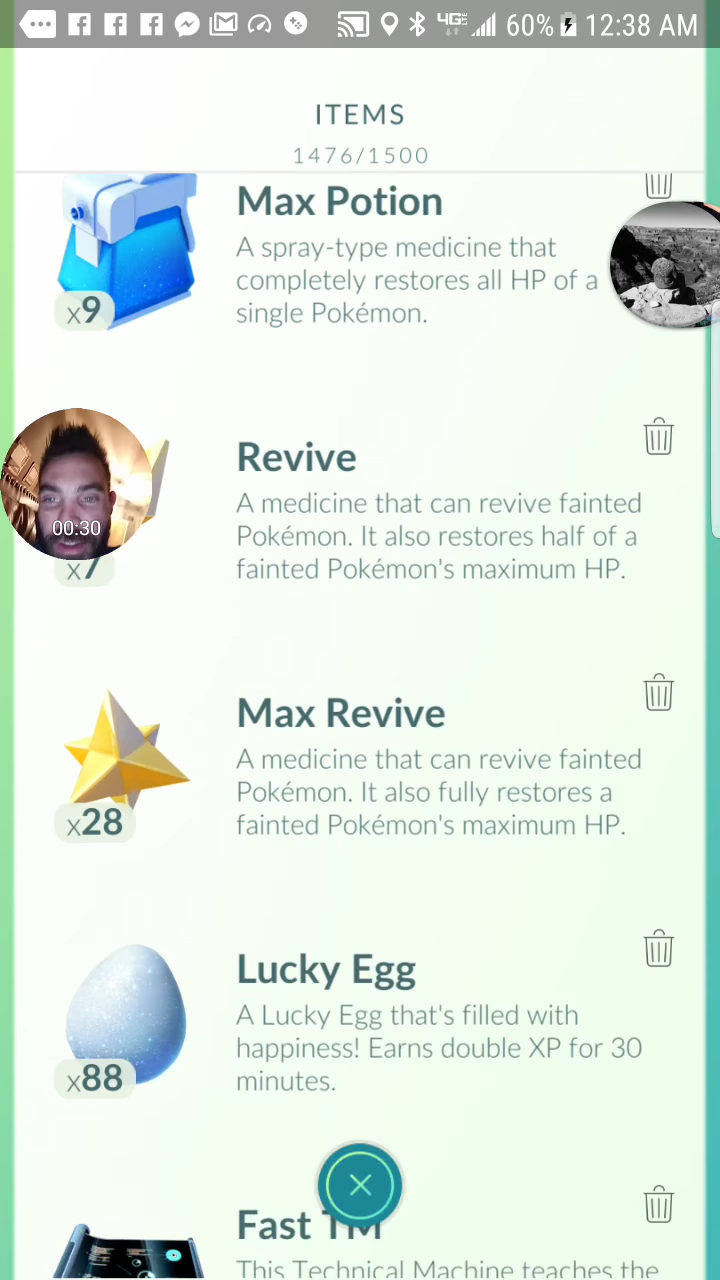 4G 60% 12:38 AM
ITEMS
1476/1500
Max Potion
A spray-type medicine that
completely restores all HP of a
single Pokémon.
x9
Revive
A medicine that can revive fainted
Pokémon. It also restores half of a
fainted Pokémon's maximum HP.
00:30
x7
Max Revive
A medicine that can revive fainted
Pokémon. It also fully restores a
fainted Pokémon's maximum HP.
x28
Lucky Egg
A Lucky Egg that's filled with
happiness! Earns double XP for 30
minutes.
x88
Fast TM
This Technical Machine teaches the